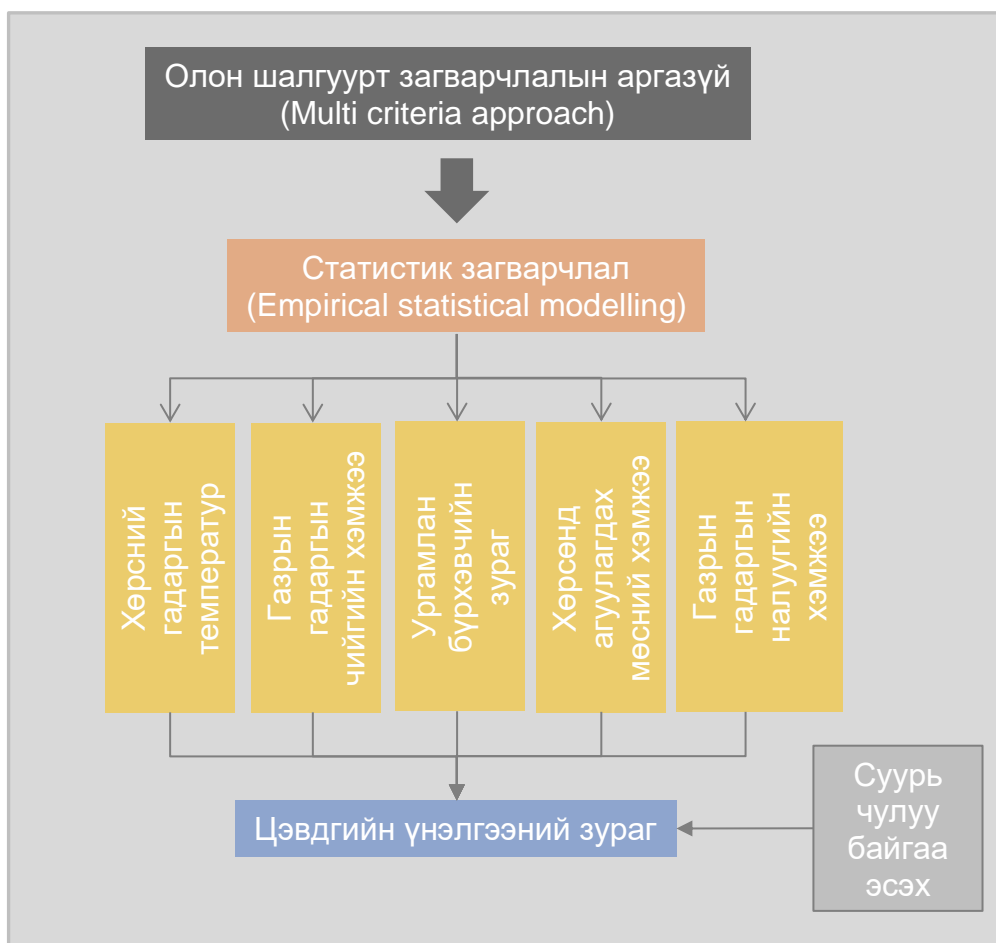 Олон шалгуурт загварчлалын аргазүй
(Multi criteria approach)
Статистик загварчлал
(Empirical statistical modelling)
Хөрсний
гадаргын
температур
Газрын
гадаргын
чийгийн хэмжээ
Ургамлан
бүрхэвчийн
зураг
Хөрсөнд
агуулагдах
мөсний хэмжээ
Газрын
гадаргын
налуугийн
хэмжээ
Цэвдгийн үнэлгээний зураг
Суурь
чулуу
байгаа
эсэх